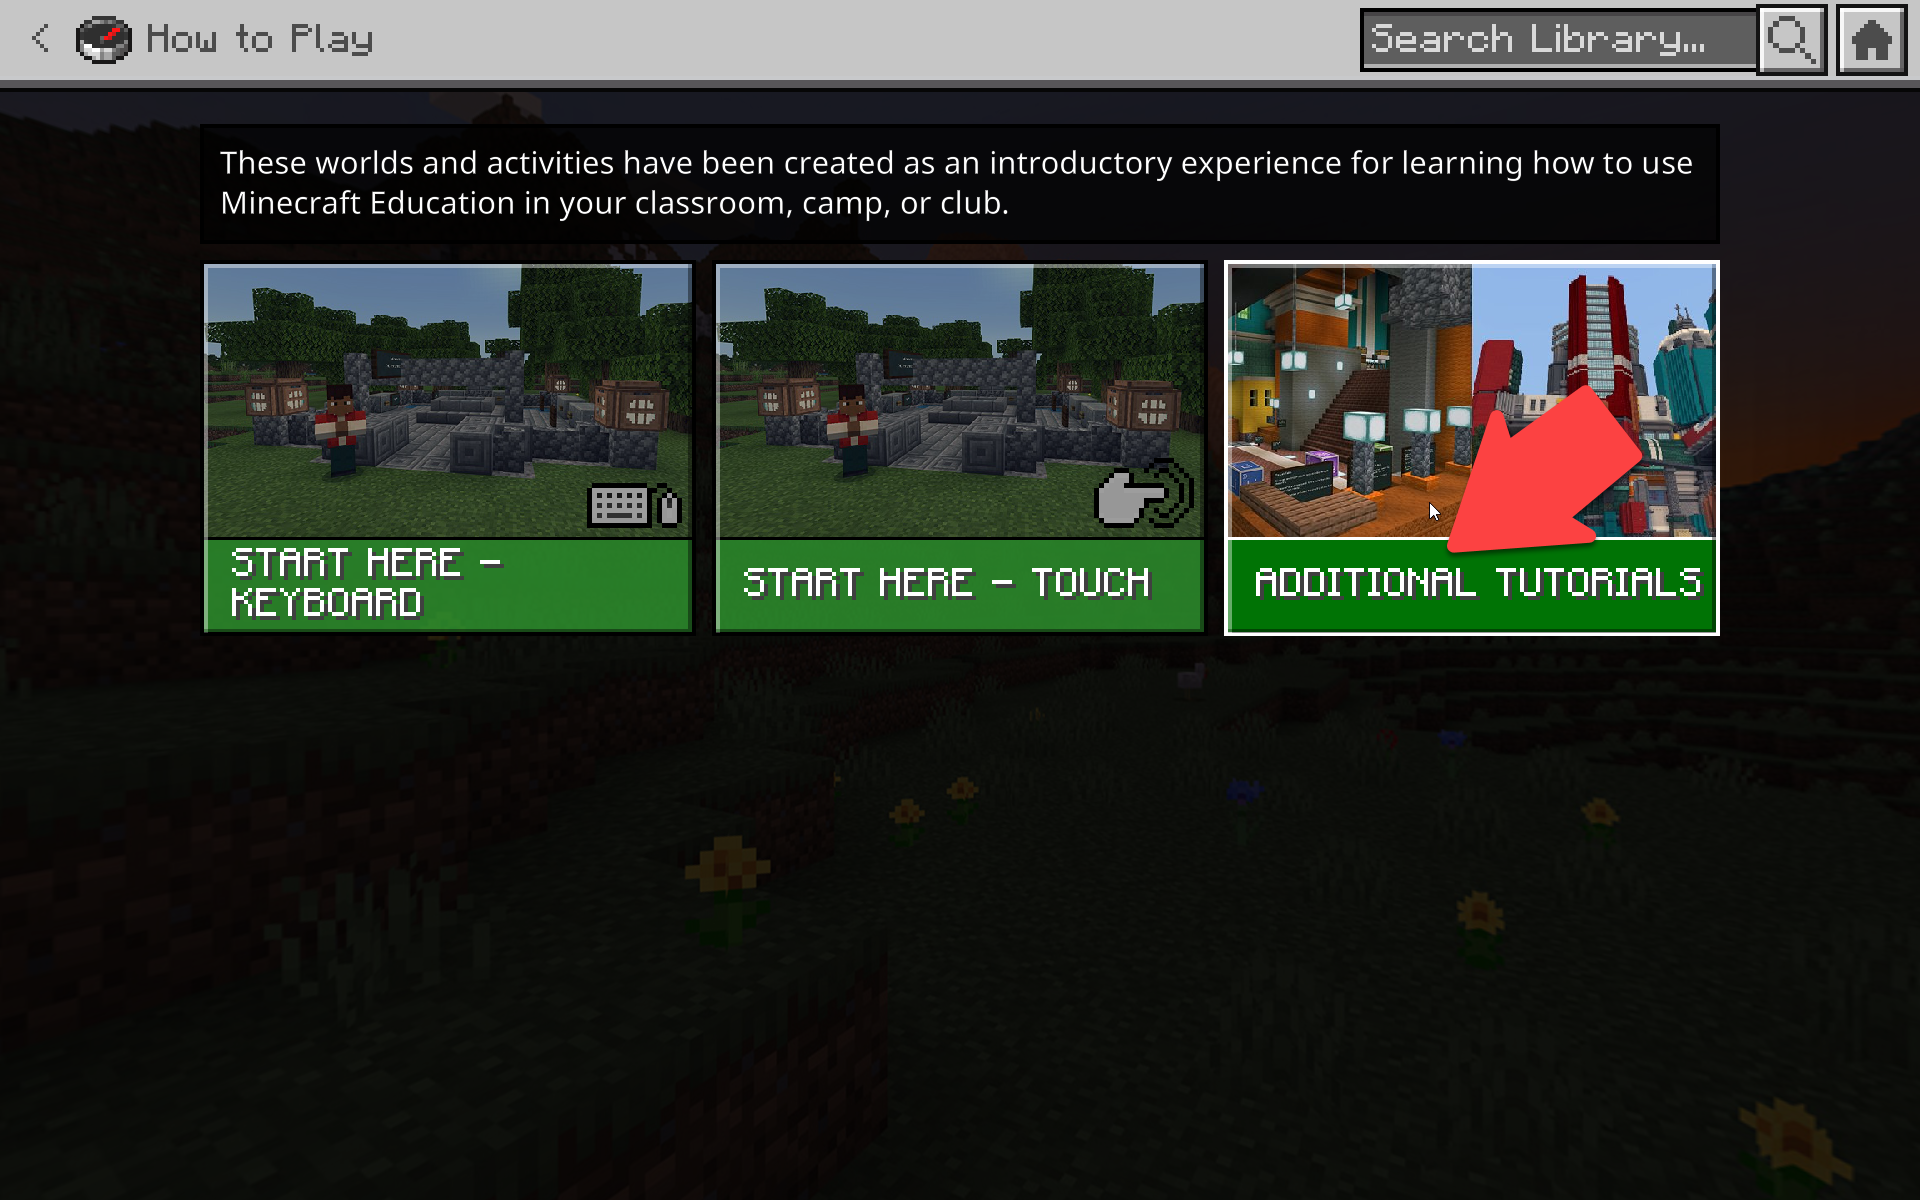 How to Play
Search Library...
These worlds and activities have been created as an introductory experience for learning how to use
Minecraft Education in your classroom, camp, or club.
START HERE -
KEYBOARD
START HERE - TOUCH
ADDITIONAL TUTORIALS